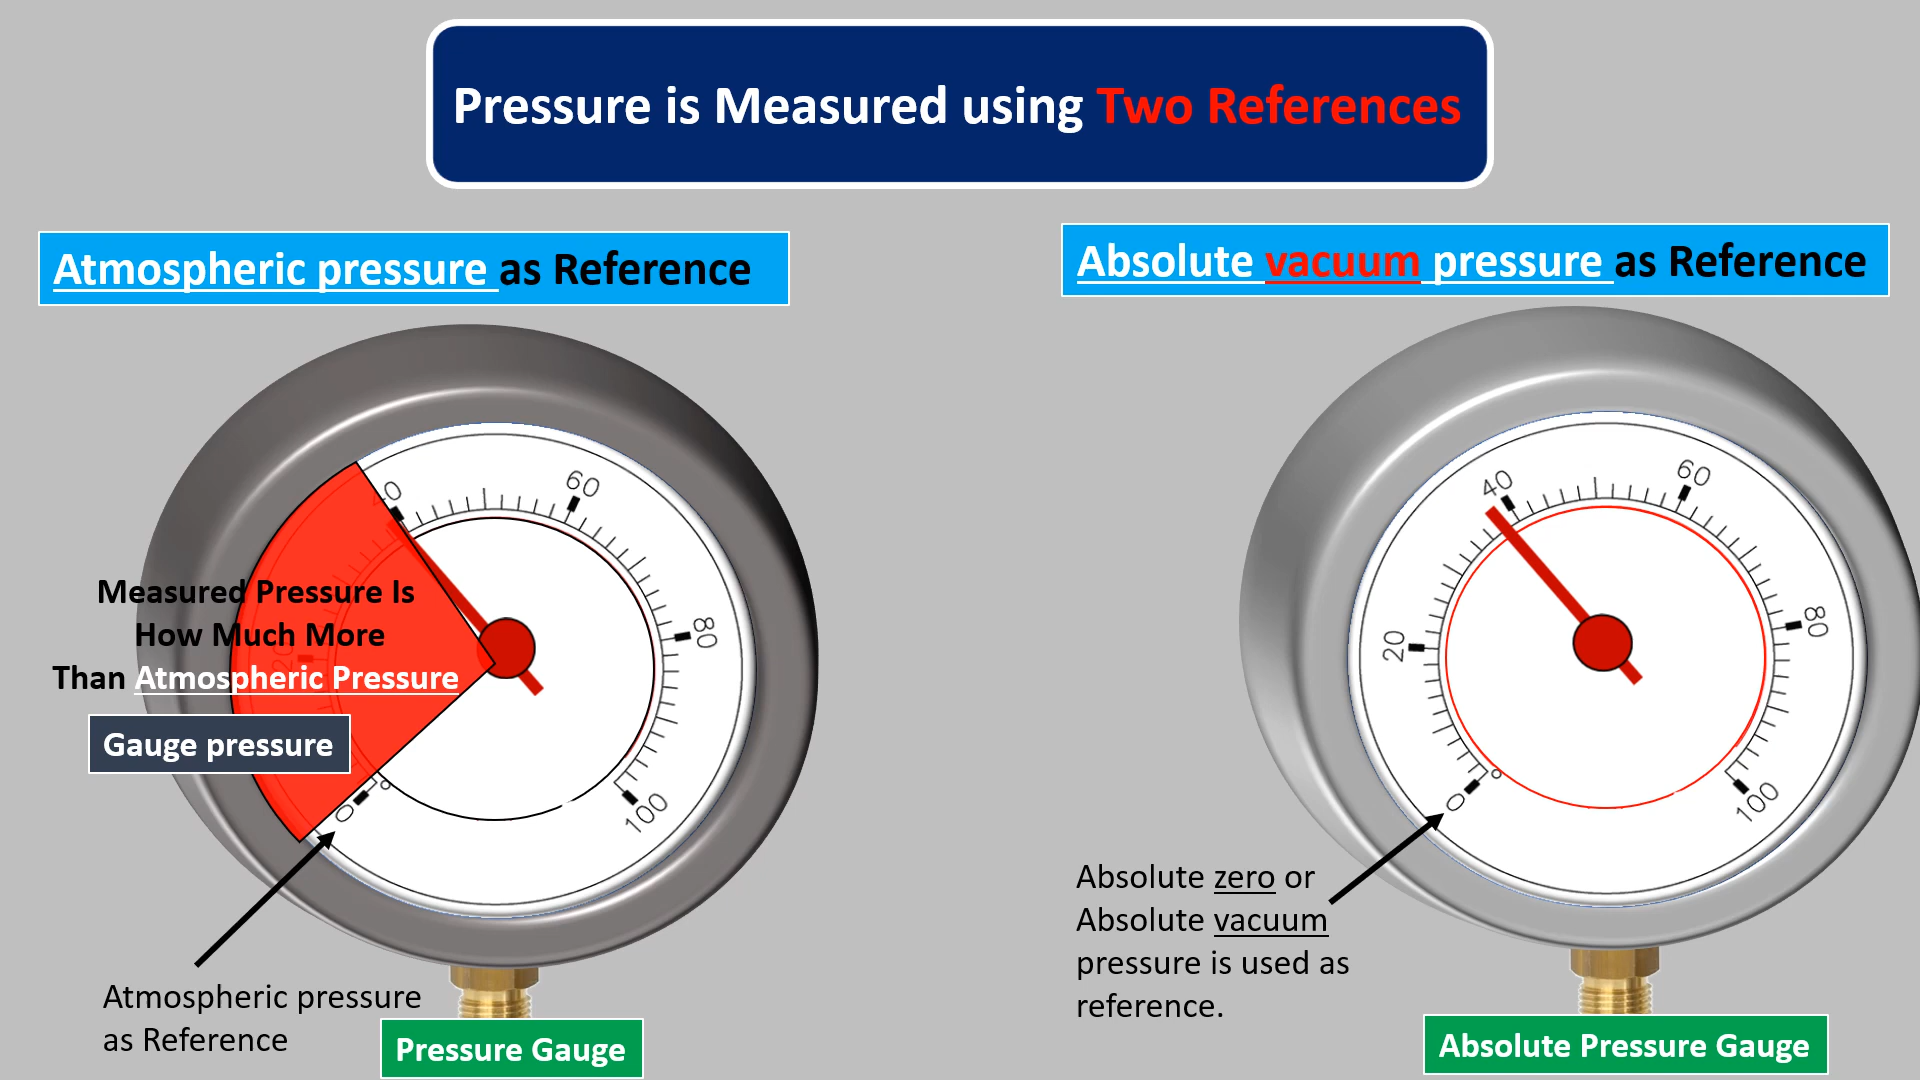 Pressure is Measured using Two References
Atmospheric pressure as Reference
Absolute vacuum pressure as Reference
60
80
100
0
20
Measured Pressure Is
How Much More
Than Atmospheric Pressure
Gauge pressure
Atmospheric pressure
as Reference
Pressure Gauge
0
20
40
60
80
100
Absolute zero or
Absolute vacuum
pressure is used as
reference.
Absolute Pressure Gauge